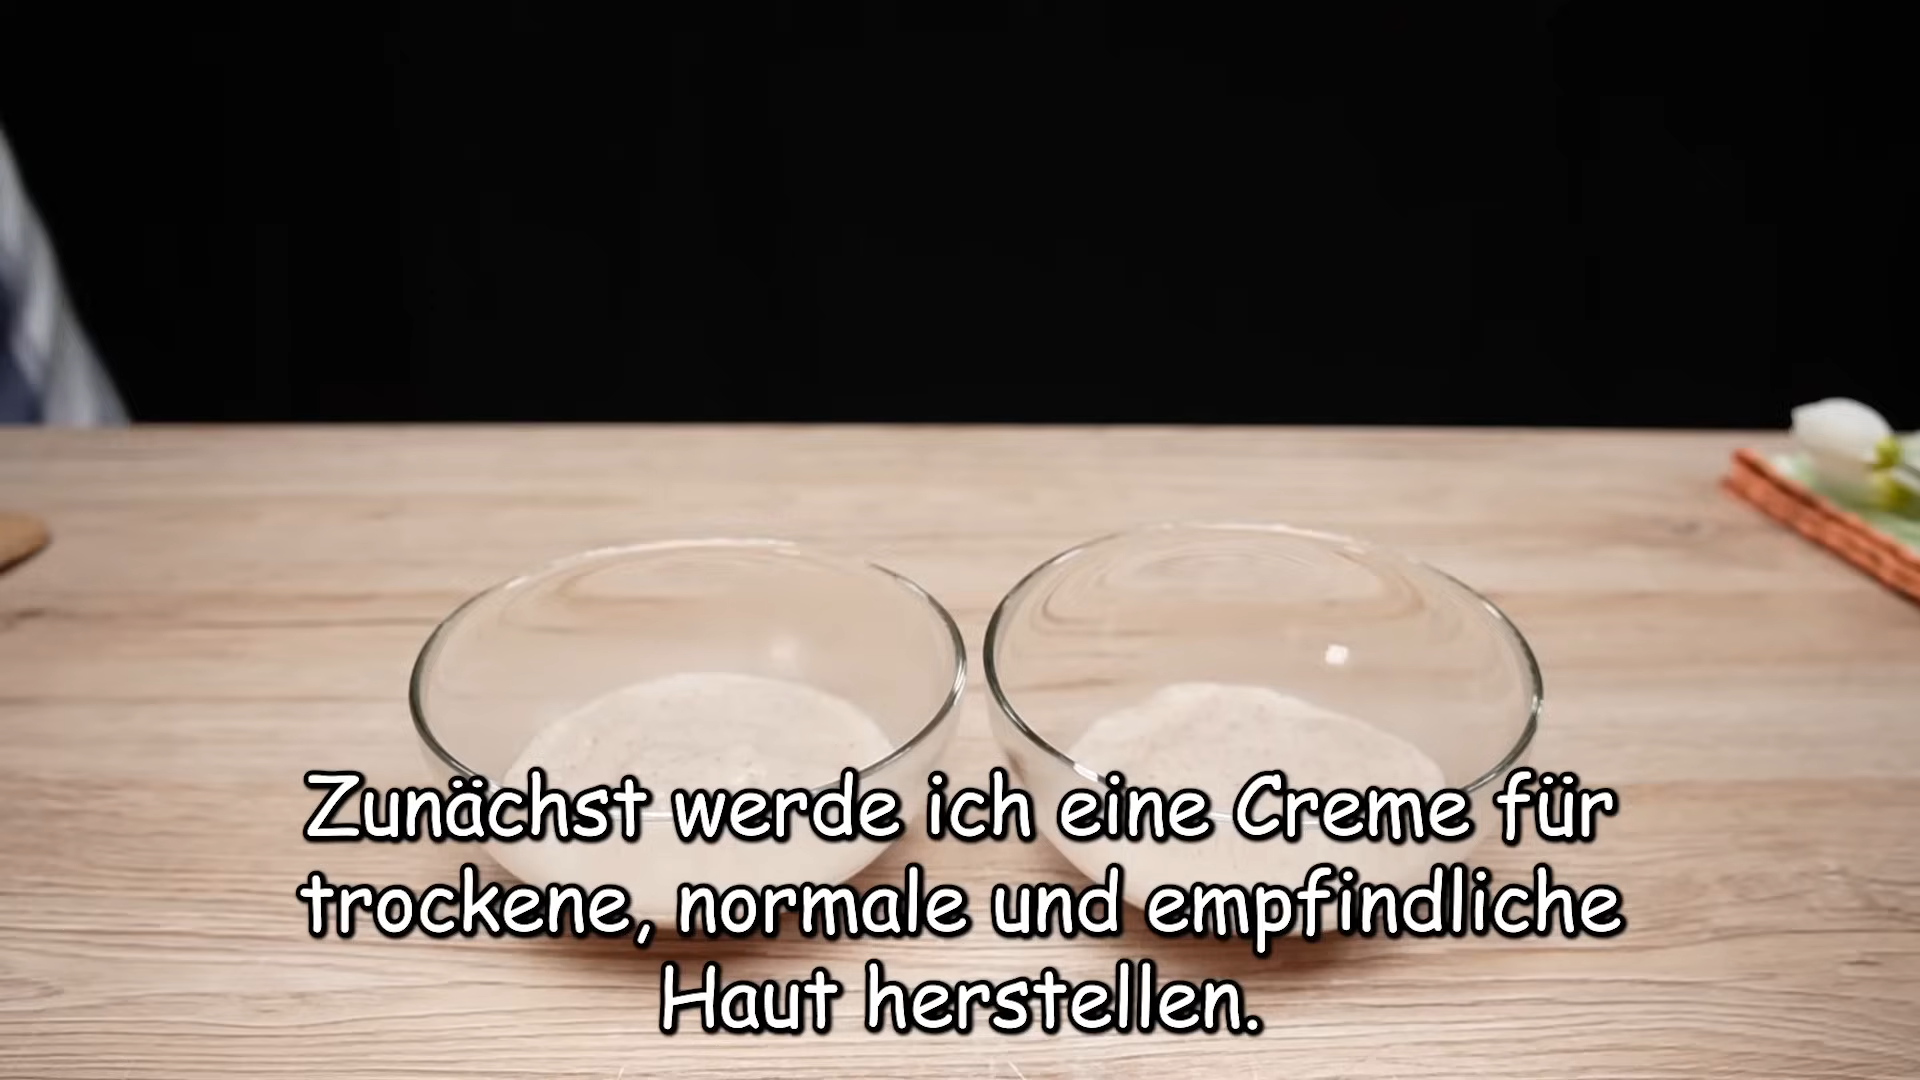 Zunächst werde ich eine Creme für
trockene, normale und empfindliche
Haut herstellen.